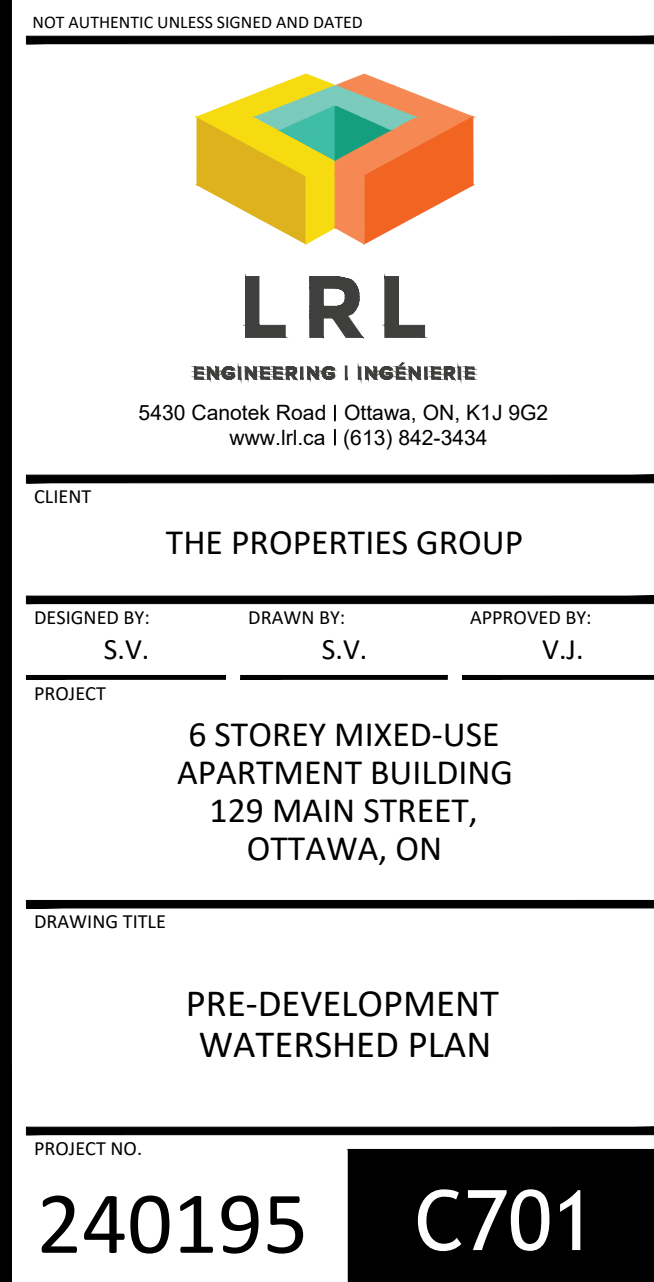 NOT AUTHENTIC UNLESS SIGNED AND DATED
LRL
ENGINEERING | INGÉNIERIE
5430 Canotek Road | Ottawa, ON, K1J 9G2
www.lrl.ca | (613) 842-3434
CLIENT
THE PROPERTIES GROUP
DESIGNED BY: DRAWN BY: APPROVED BY:
S.V. S.V. V.J.
PROJECT
6 STOREY MIXED-USE
APARTMENT BUILDING
129 MAIN STREET,
OTTAWA, ON
DRAWING TITLE
PRE-DEVELOPMENT
WATERSHED PLAN
PROJECT NO.
240195 C701